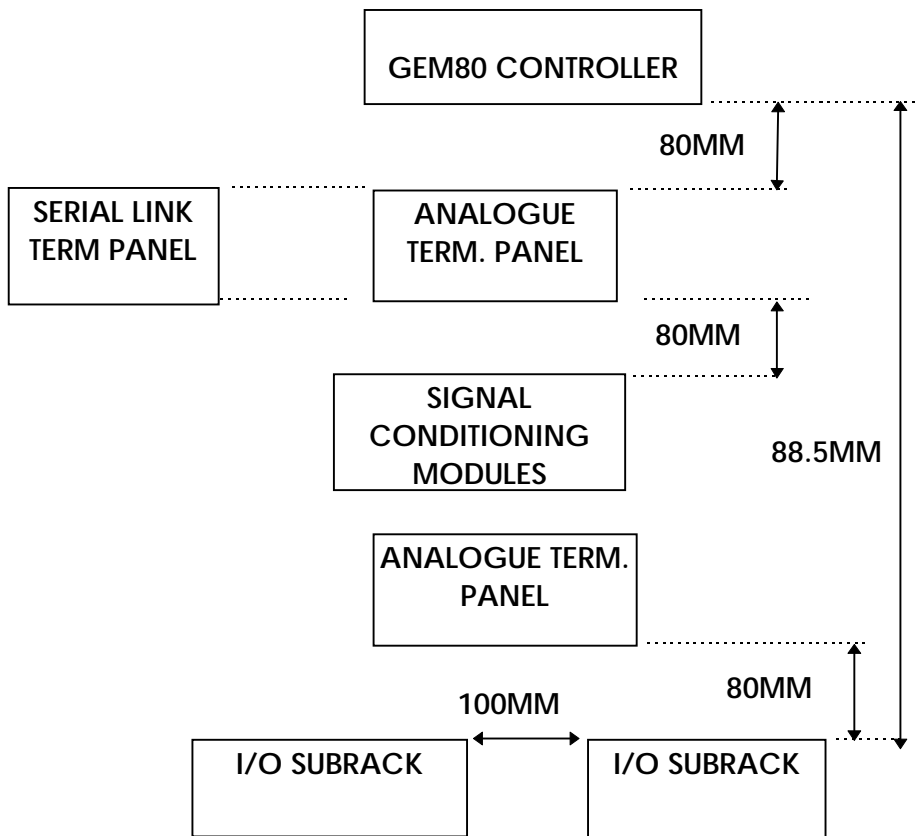 GEM80 CONTROLLER
80MM
SERIAL LINK
TERM PANEL
ANALOGUE
TERM. PANEL
80MM
SIGNAL
CONDITIONING
MODULES
88.5MM
ANALOGUE TERM.
PANEL
80MM
100MM
I/O SUBRACK
I/O SUBRACK